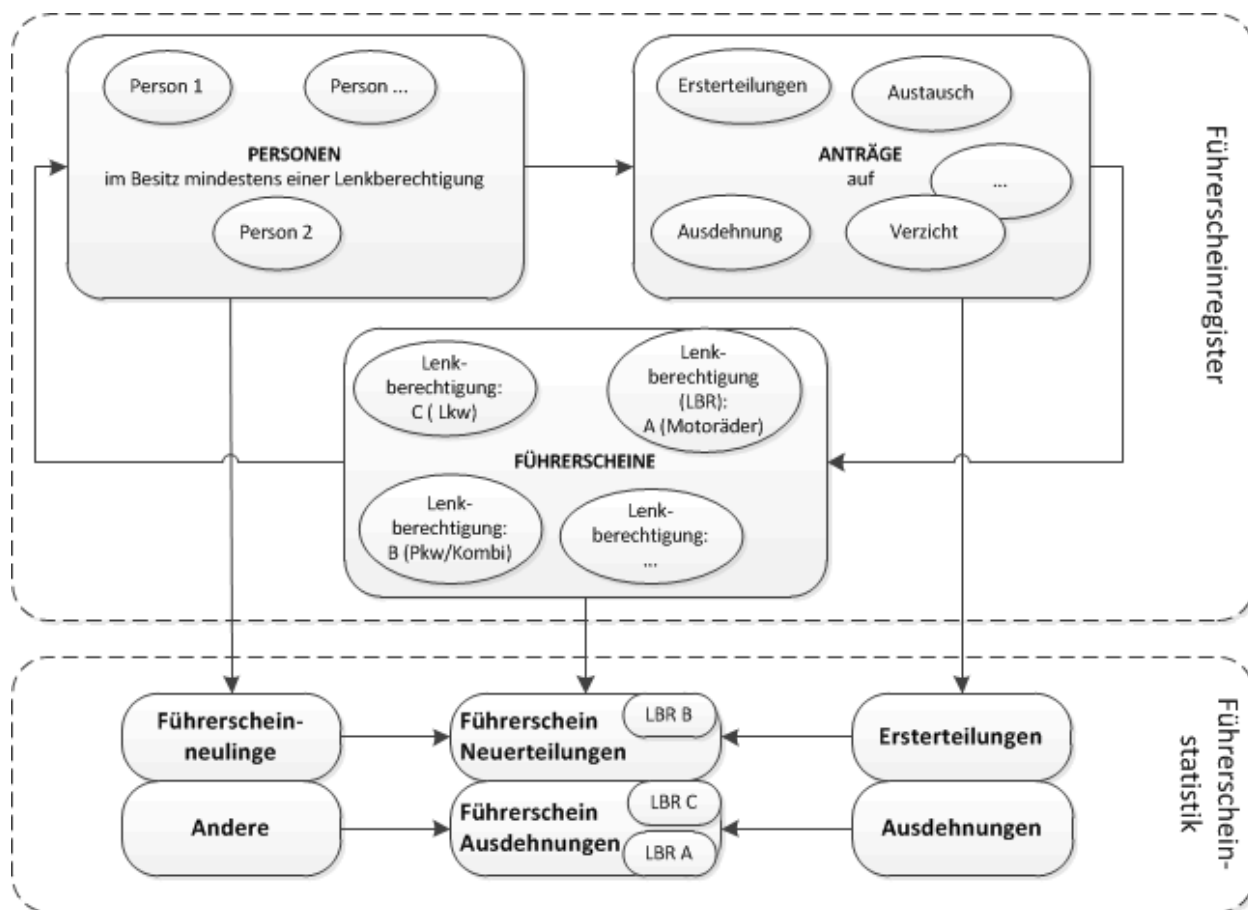 Person 1
Person ...
PERSONEN
im Besitz mindestens einer Lenkberechtigung
Person 2
Ersterteilungen
Austausch
ANTRÄGE
auf
...
Ausdehnung
Verzicht
Führerscheinregister
Lenk-
berechtigung:
C ( Lkw)
Lenk-
berechtigung
(LBR):
A (Motoräder)
FÜHRERSCHEINE
Lenk-
berechtigung:
B (Pkw/Kombi)
Lenk-
berechtigung:
...
Führerschein-
neulinge
Andere
Führerschein
Neuerteilungen
LBR B
Führerschein
Ausdehnungen
LBR C
LBR A
Ersterteilungen
Ausdehnungen
Führerschein-
statistik